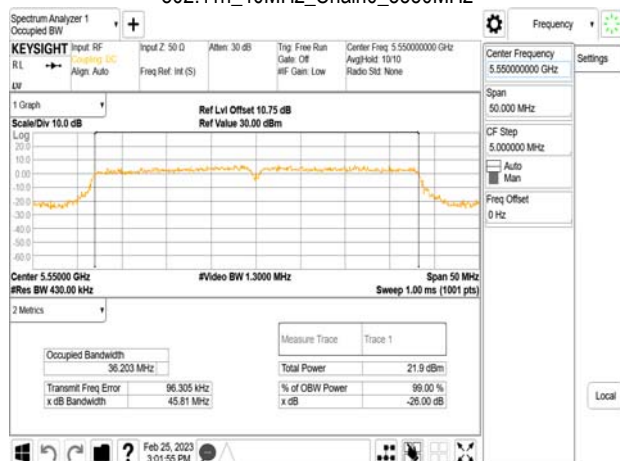 Spectrum Analyzer 1
Occupied BW
KEYSIGHT
RL
Input: RF
Coupling: DC
Align: Auto
Input Z: 50 Ω
Freq Ref: Int (S)
Atten: 30 dB
Trig: Free Run
Gate: Off
#IF Gain: Low
Center Freq: 5.550000000 GHz
Avg|Hold: 10/10
Radio Std: None
1 Graph
Scale/Div 10.0 dB
Ref Lvl Offset 10.75 dB
Ref Value 30.00 dBm
Log
20.0
10.0
0.00
-10.0
-20.0
-30.0
-40.0
-50.0
-60.0
Center 5.55000 GHz
#Res BW 430.00 kHz
#Video BW 1.3000 MHz
Span 50 MHz
Sweep 1.00 ms (1001 pts)
2 Metrics
Measure Trace
Trace 1
Occupied Bandwidth
36.203 MHz
Total Power
21.9 dBm
Transmit Freq Error
96.305 kHz
% of OBW Power
99.00 %
x dB Bandwidth
45.81 MHz
x dB
-26.00 dB
Feb 25, 2023
3:01:55 PM
Frequency
Center Frequency
5.550000000 GHz
Settings
Span
50.000 MHz
CF Step
5.000000 MHz
Auto
Man
Freq Offset
0 Hz
Local